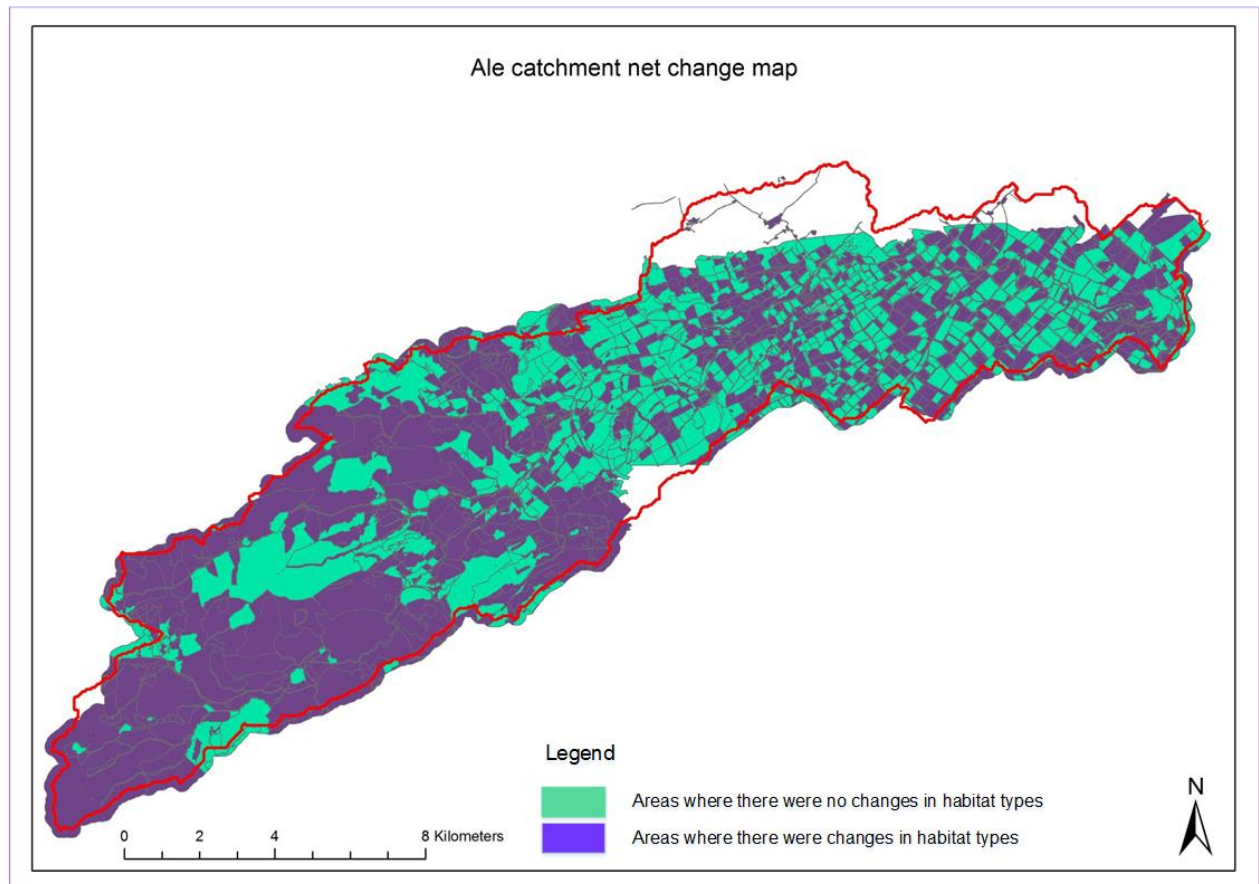 Ale catchment net change map
Legend
Areas where there were no changes in habitat types
Areas where there were changes in habitat types
0 2 4 8 Kilometers
N